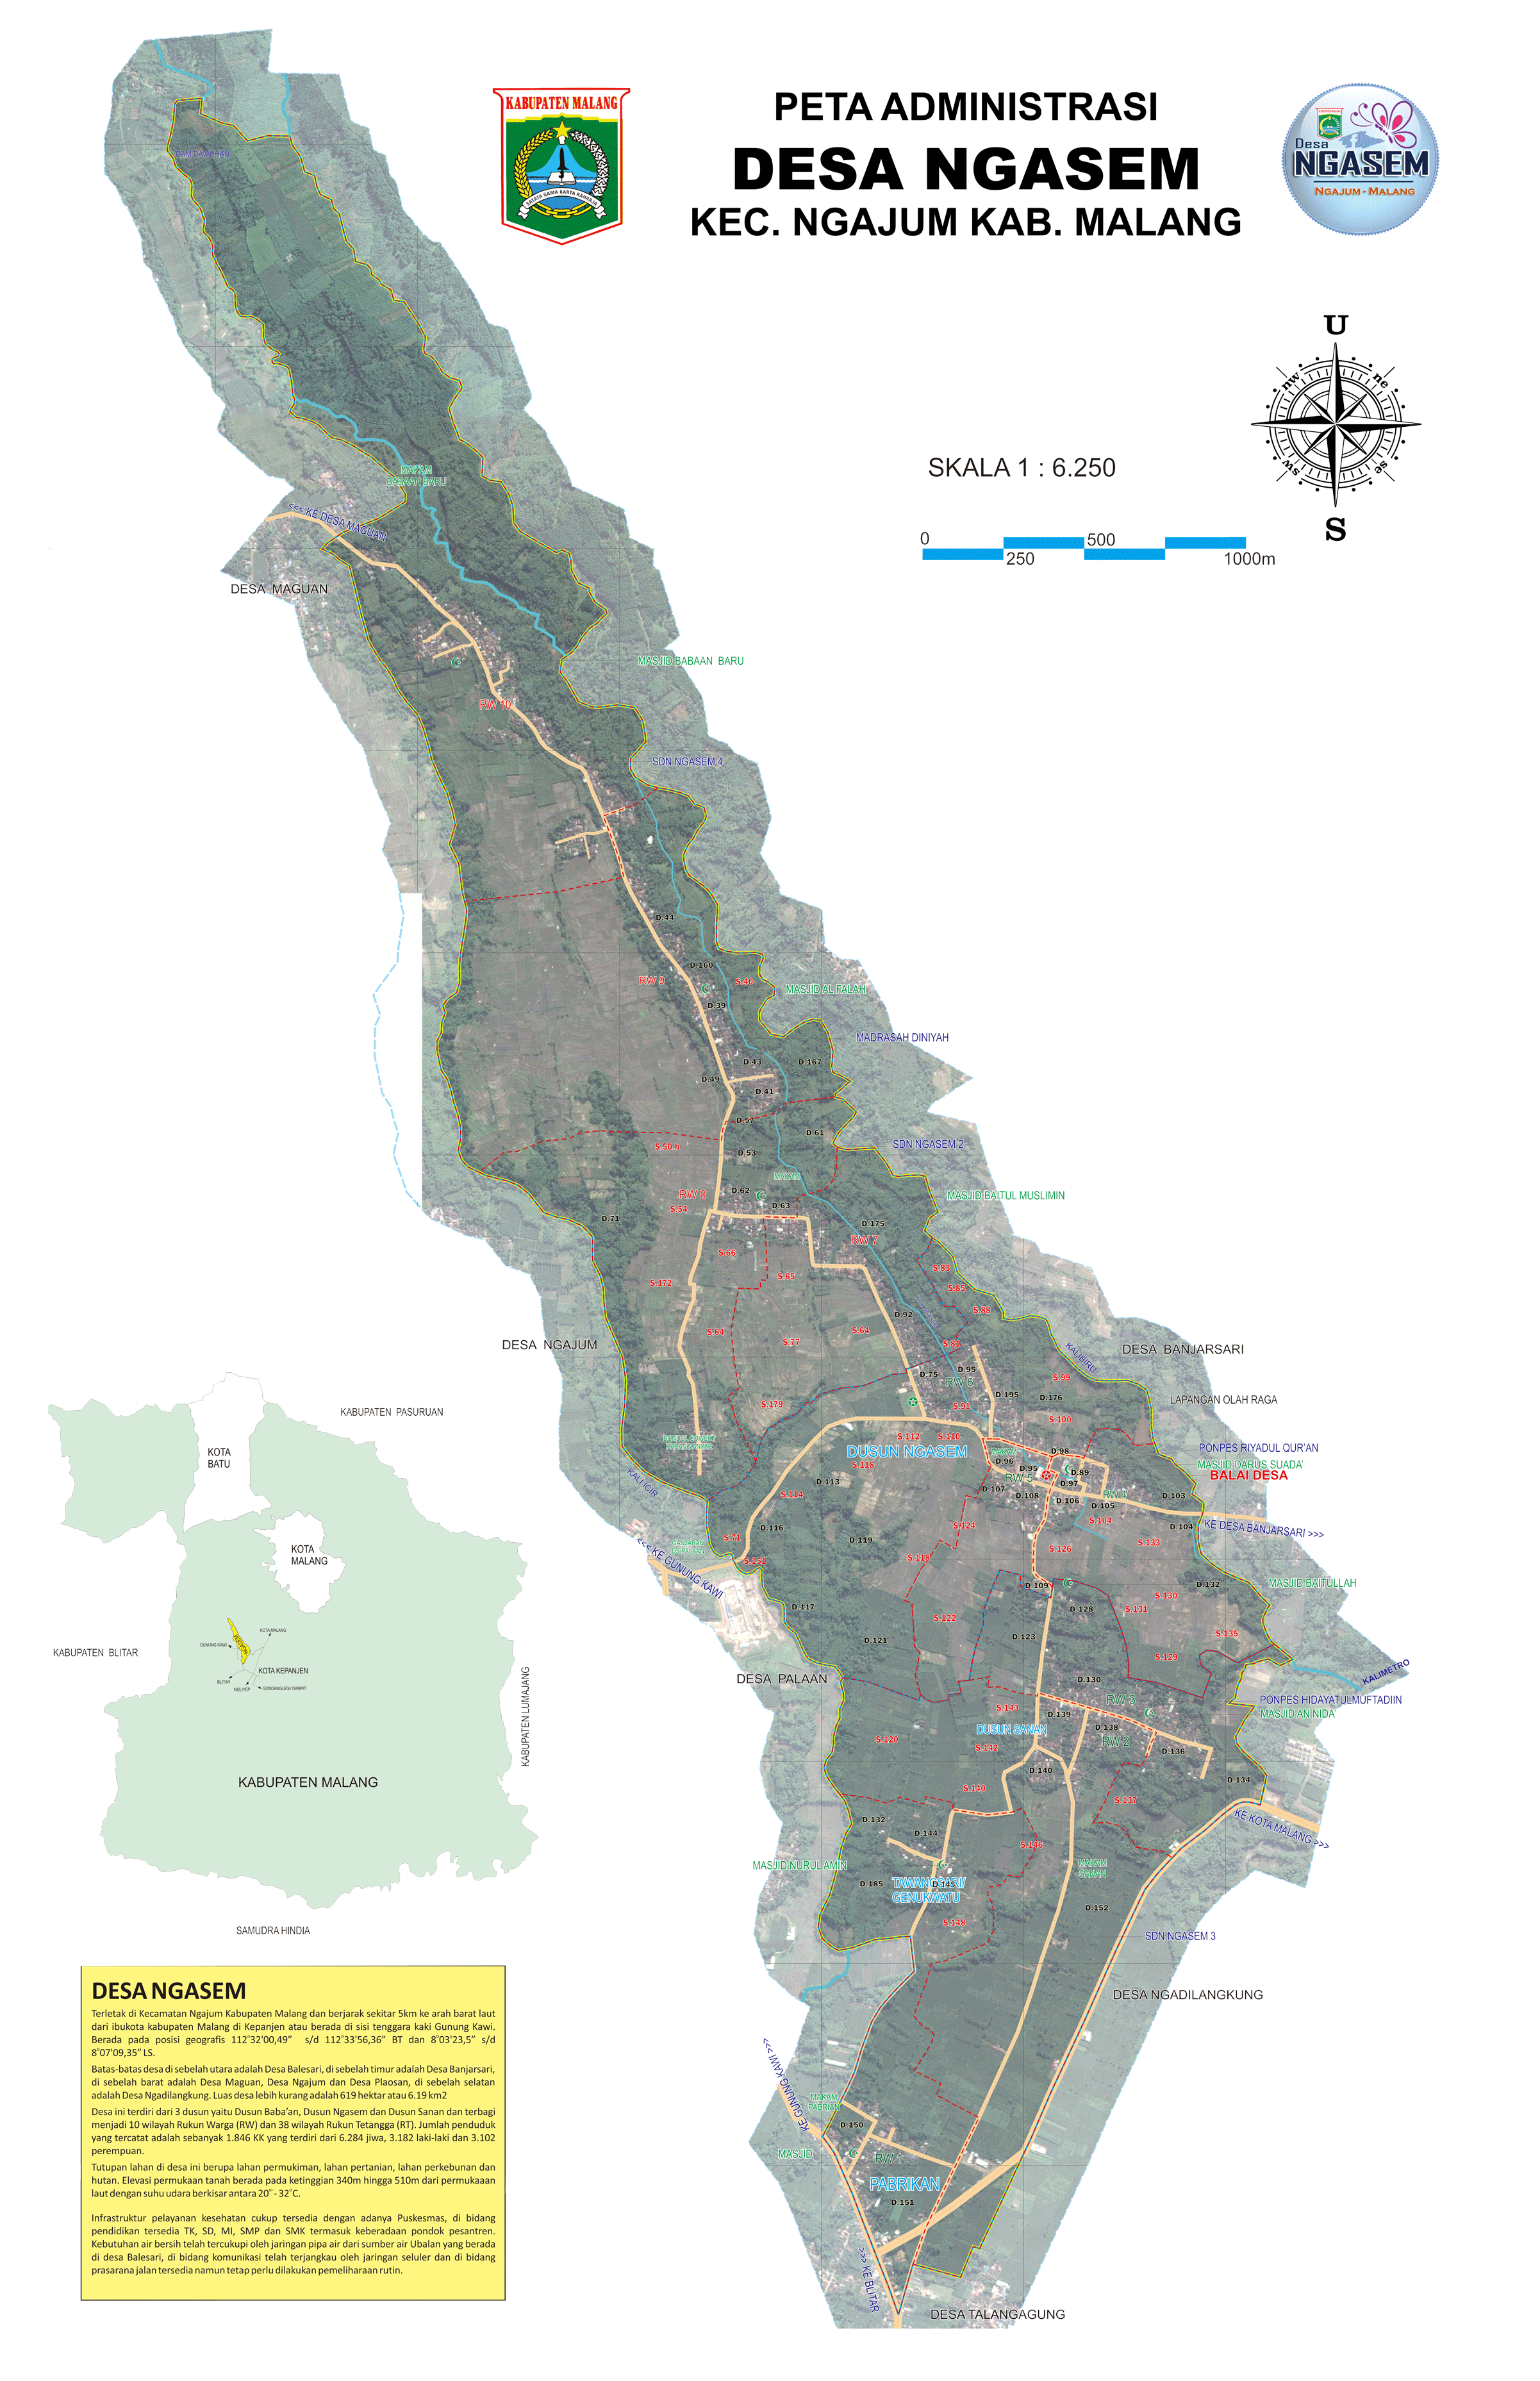 KABUPATEN MALANG
SATATA GAMA KARTA RAHARJA
PETA ADMINISTRASI
DESA NGASEM
KEC. NGAJUM KAB. MALANG
Desa
NGASEM
NGAJUM - MALANG
U
nw
ne
sw
se
S
SKALA 1 : 6.250
0
500
250
1000m
MAKAM
BABAAN BARU
<<< KE DESA MAGUAN
DESA MAGUAN
MASJID BABAAN BARU
RW 10
SDN NGASEM 4
D.44
D.160
RW 9
S.40
MASJID AL FALAH
D.39
MADRASAH DINIYAH
D.43
D.167
D.49
D.41
D.57
D.61
S.50.b
SDN NGASEM 2
D.53
MAKAM
D.62
RW 8
MASJID BAITUL MUSLIMIN
D.63
S.54
D.71
D.175
RW 7
S.66
S.83
S.65
S.172
S.85
S.88
D.92
S.64
S.64
S.77
S.81
DESA NGAJUM
KALIBIRU
DESA BANJARSARI
D.95
D.75
S.99
RW 6
D.195
D.176
LAPANGAN OLAH RAGA
S.179
S.91
S.100
S.112
S.110
DUSUN NGASEM
MAKAM
D.98
PONPES RIYADUL QUR'AN
D.96
S.118
D.95
D.89
MASJID DARUS SUADA'
BALAI DESA
RW 5
D.97
KALI ICIR
D.113
D.107
D.108
D.106
RW 4
D.103
S.114
D.105
S.104
D.116
S.124
D.104
KE DESA BANJARSARI >>>
S.71
D.119
S.126
S.133
S.151
S.118
<<< KE GUNUNG KAWI
D.109
D.132
MASJID BAITULLAH
S.130
D.117
D.128
S.131
S.122
D.123
S.135
D.121
S.129
KALIMETRO
DESA PALAAN
D.130
RW 3
PONPES HIDAYATULMUFTADIIN
S.143
D.139
MASJID AN NIDA
DUSUN SANAN
D.138
S.120
S.142
RW 2
D.136
D.140
D.134
S.140
S.137
D.132
KE KOTA MALANG >>>
D.144
S.146
MASJID NURUL AMIN
MAKAM
SANAN
D.185
TAWANGSARI/
GENUKWATU
D.152
S.148
SDN NGASEM 3
DESA NGADILANGKUNG
KE GUNUNG KAWI >>>
MAKAM
PABRIAN
D.150
MASJID
RW 1
PABRIKAN
D.151
>>> KE BLITAR
DESA TALANGAGUNG
KABUPATEN PASURUAN
KOTA
BATU
KOTA
MALANG
KABUPATEN BLITAR
GUNUNG KAWI
KOTA MALANG
KOTA KEPANJEN
BLITAR
NGLIYEP
GONDANGLEGI/ DAMPIT
KABUPATEN LUMAJANG
KABUPATEN MALANG
SAMUDRA HINDIA
DESA NGASEM
Terletak di Kecamatan Ngajum Kabupaten Malang dan berjarak sekitar 5km ke arah barat laut
dari ibukota kabupaten Malang di Kepanjen atau berada di sisi tenggara kaki Gunung Kawi.
Berada pada posisi geografis 112°32'00,49” s/d 112°33'56,36” BT dan 8°03'23,5” s/d
8°07'09,35” LS.
Batas-batas desa di sebelah utara adalah Desa Balesari, di sebelah timur adalah Desa Banjarsari,
di sebelah barat adalah Desa Maguan, Desa Ngajum dan Desa Plaosan, di sebelah selatan
adalah Desa Ngadilangkung. Luas desa lebih kurang adalah 619 hektar atau 6.19 km2
Desa ini terdiri dari 3 dusun yaitu Dusun Baba’an, Dusun Ngasem dan Dusun Sanan dan terbagi
menjadi 10 wilayah Rukun Warga (RW) dan 38 wilayah Rukun Tetangga (RT). Jumlah penduduk
yang tercatat adalah sebanyak 1.846 KK yang terdiri dari 6.284 jiwa, 3.182 laki-laki dan 3.102
perempuan.
Tutupan lahan di desa ini berupa lahan permukiman, lahan pertanian, lahan perkebunan dan
hutan. Elevasi permukaan tanah berada pada ketinggian 340m hingga 510m dari permukaaan
laut dengan suhu udara berkisar antara 20° - 32°C.
Infrastruktur pelayanan kesehatan cukup tersedia dengan adanya Puskesmas, di bidang
pendidikan tersedia TK, SD, MI, SMP dan SMK termasuk keberadaan pondok pesantren.
Kebutuhan air bersih telah tercukupi oleh jaringan pipa air dari sumber air Ubalan yang berada
di desa Balesari, di bidang komunikasi telah terjangkau oleh jaringan seluler dan di bidang
prasarana jalan tersedia namun tetap perlu dilakukan pemeliharaan rutin.